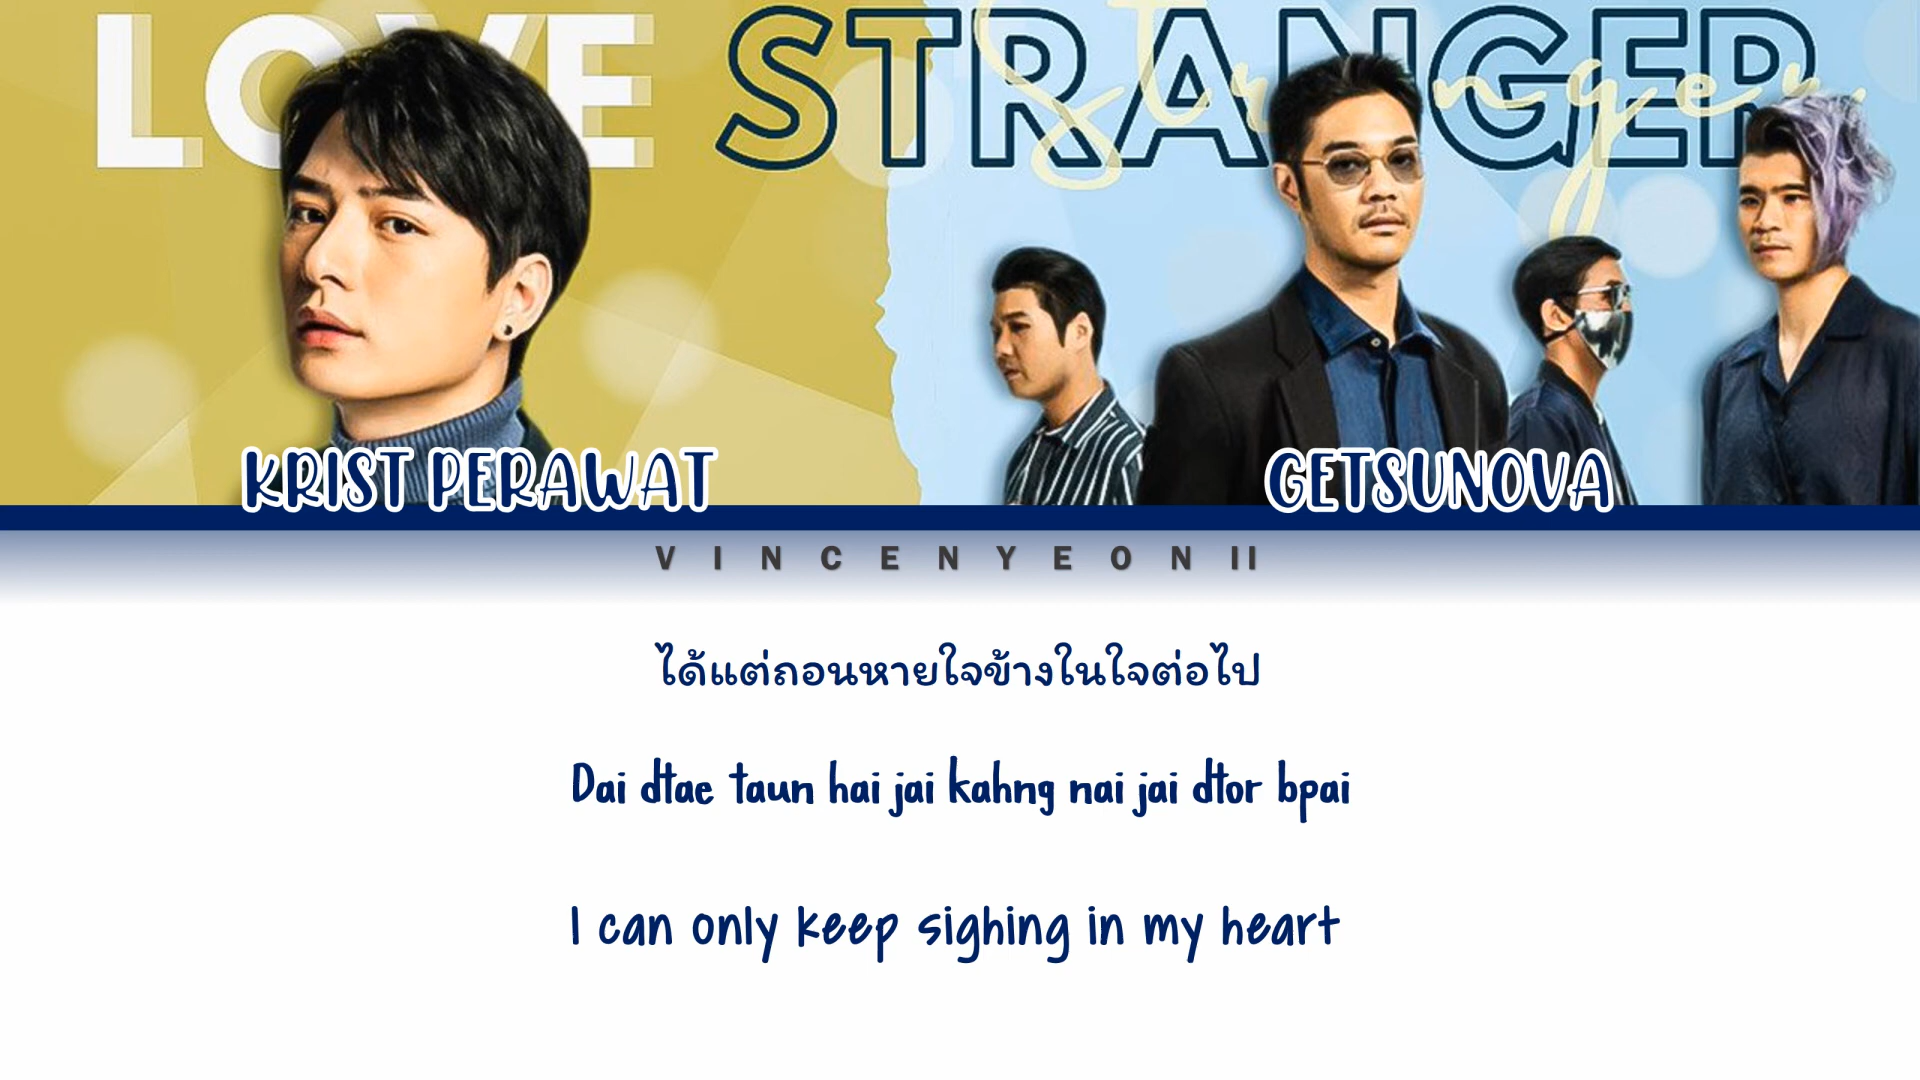 LOVE STRANGER
Stranger
KRIST PERAWAT
GETSUNOVA
VINCENYEON II
ได้แต่ถอนหายใจข้างในใจต่อไป
Dai dtae taun hai jai kahng nai jai dtor bpai
I can only keep sighing in my heart